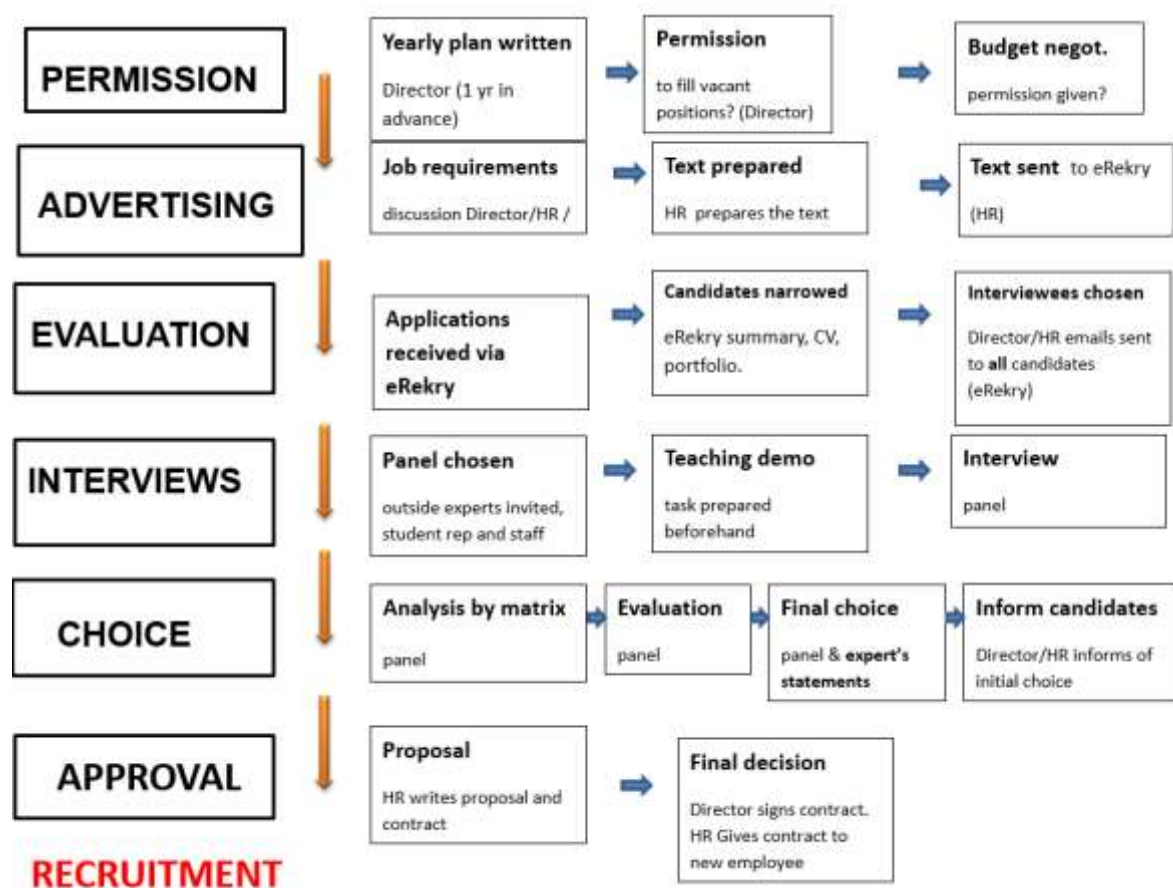 PERMISSION
Yearly plan written
Director (1 yr in
advance)
Permission
to fill vacant
positions? (Director)
Budget negot.
permission given?
ADVERTISING
Job requirements
discussion Director/HR /
Text prepared
HR prepares the text
Text sent to eRekry
(HR)
EVALUATION
Applications
received via
eRekry
Candidates narrowed
eRekry summary, CV,
portfolio.
Interviewees chosen
Director/HR emails sent
to all candidates
(eRekry)
INTERVIEWS
Panel chosen
outside experts invited,
student rep and staff
Teaching demo
task prepared
beforehand
Interview
panel
CHOICE
Analysis by matrix
panel
Evaluation
panel
Final choice
panel & expert's
statements
Inform candidates
Director/HR informs of
initial choice
APPROVAL
Proposal
HR writes proposal and
contract
Final decision
Director signs contract.
HR Gives contract to
new employee
RECRUITMENT